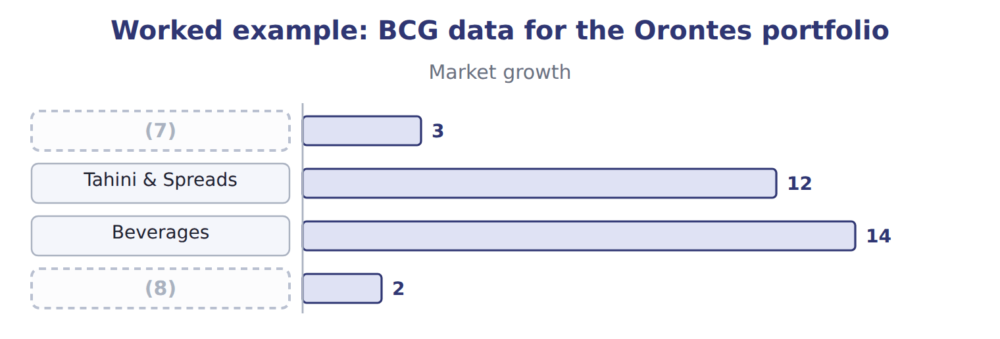 Worked example: BCG data for the Orontes portfolio
Market growth
(7)
3
Tahini & Spreads
12
Beverages
14
(8)
2